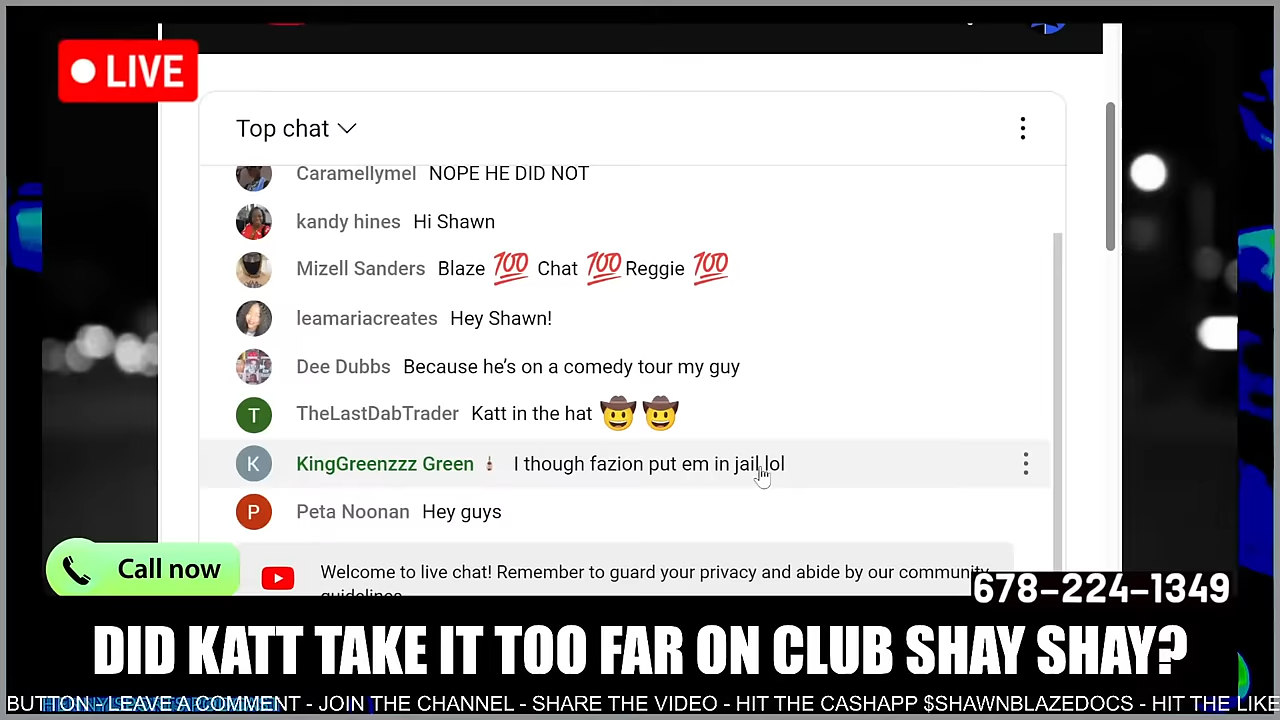 LIVE
Top chat
Caramellymel NOPE HE DID NOT
kandy hines Hi Shawn
Mizell Sanders Blaze 💯 Chat 💯 Reggie 💯
leamariacreates Hey Shawn!
Dee Dubbs Because he's on a comedy tour my guy
T TheLastDabTrader Katt in the hat 🤠 🤠
K KingGreenzzz Green I though fazion put em in jail lol
P Peta Noonan Hey guys
Call now
Welcome to live chat! Remember to guard your privacy and abide by our community
guidelines
678-224-1349
DID KATT TAKE IT TOO FAR ON CLUB SHAY SHAY?
BUTTON - LEAVE A COMMENT - JOIN THE CHANNEL - SHARE THE VIDEO - HIT THE CASHAPP $SHAWNBLAZEDOCS - HIT THE LIKE